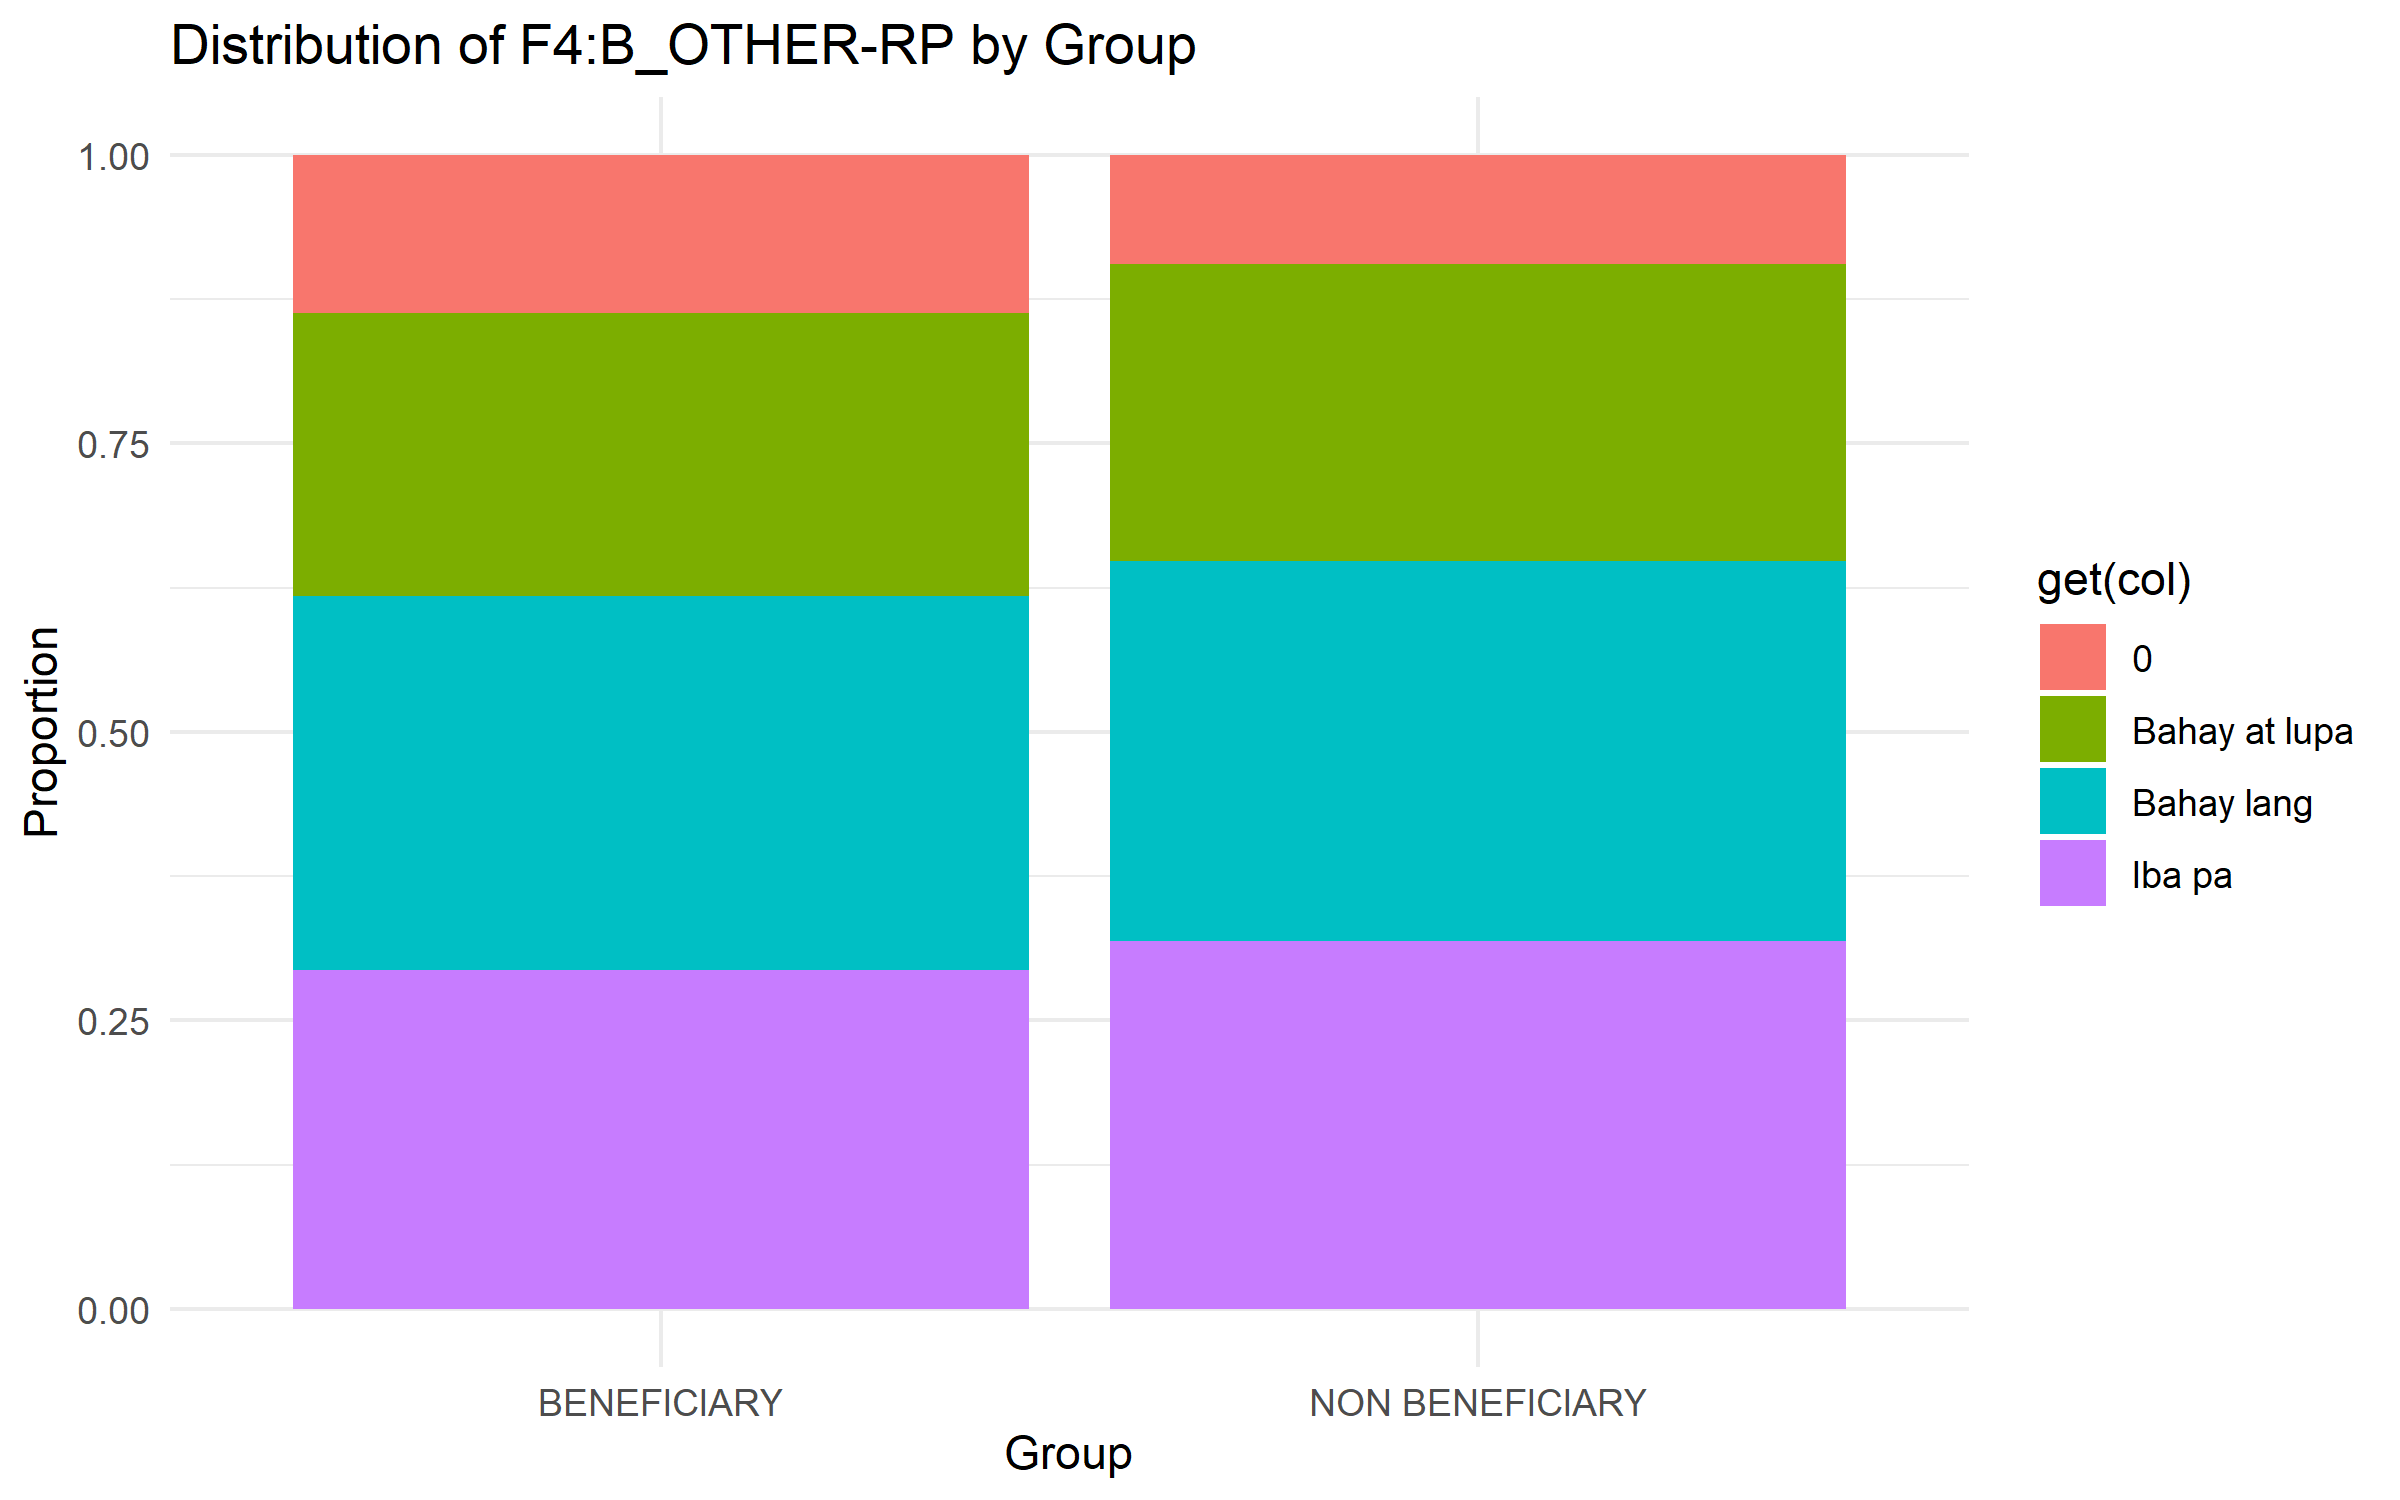 Distribution of F4:B_OTHER-RP by Group
1.00
0.75
0.50
0.25
0.00
Proportion
BENEFICIARY
NON BENEFICIARY
Group
get(col)
0
Bahay at lupa
Bahay lang
Iba pa